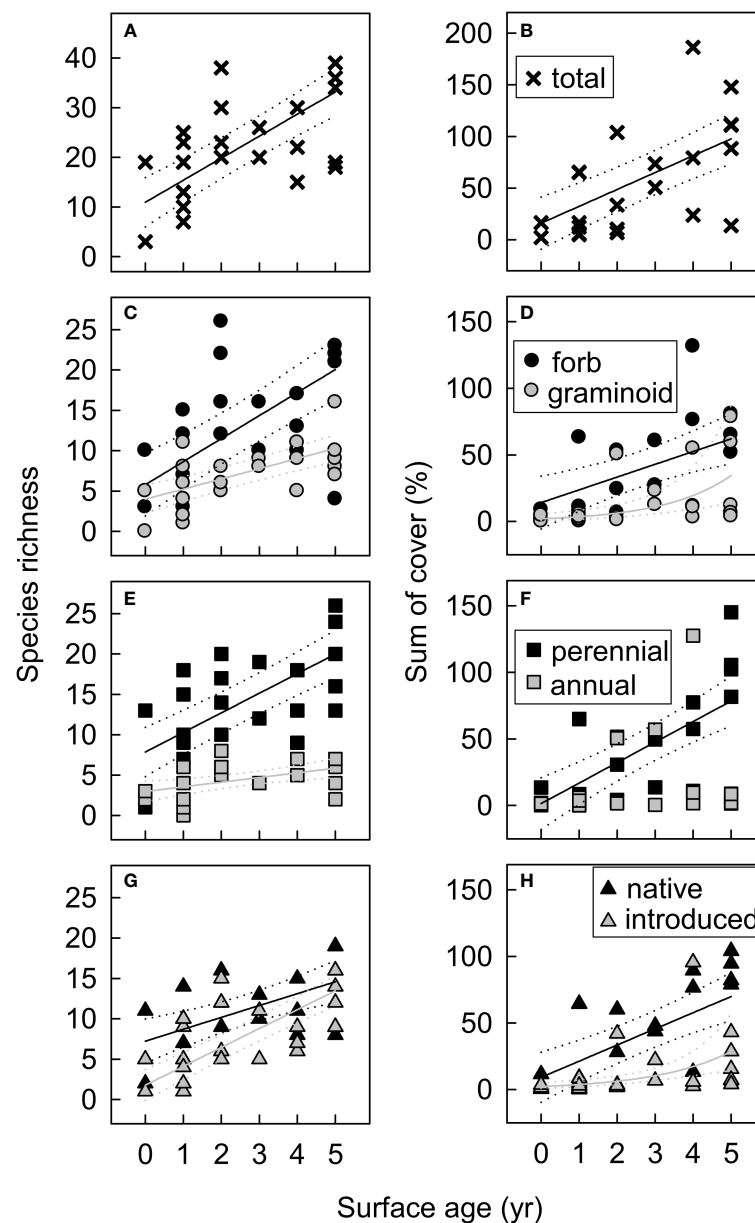 A
40
30
20
10
0
B
200
150
100
50
0
total
C
25
20
15
10
5
0
D
150
100
50
0
forb
graminoid
Species richness
Sum of cover (%)
E
25
20
15
10
5
0
F
150
100
50
0
perennial
annual
G
25
20
15
10
5
0
H
150
100
50
0
native
introduced
0 1 2 3 4 5
0 1 2 3 4 5
Surface age (yr)